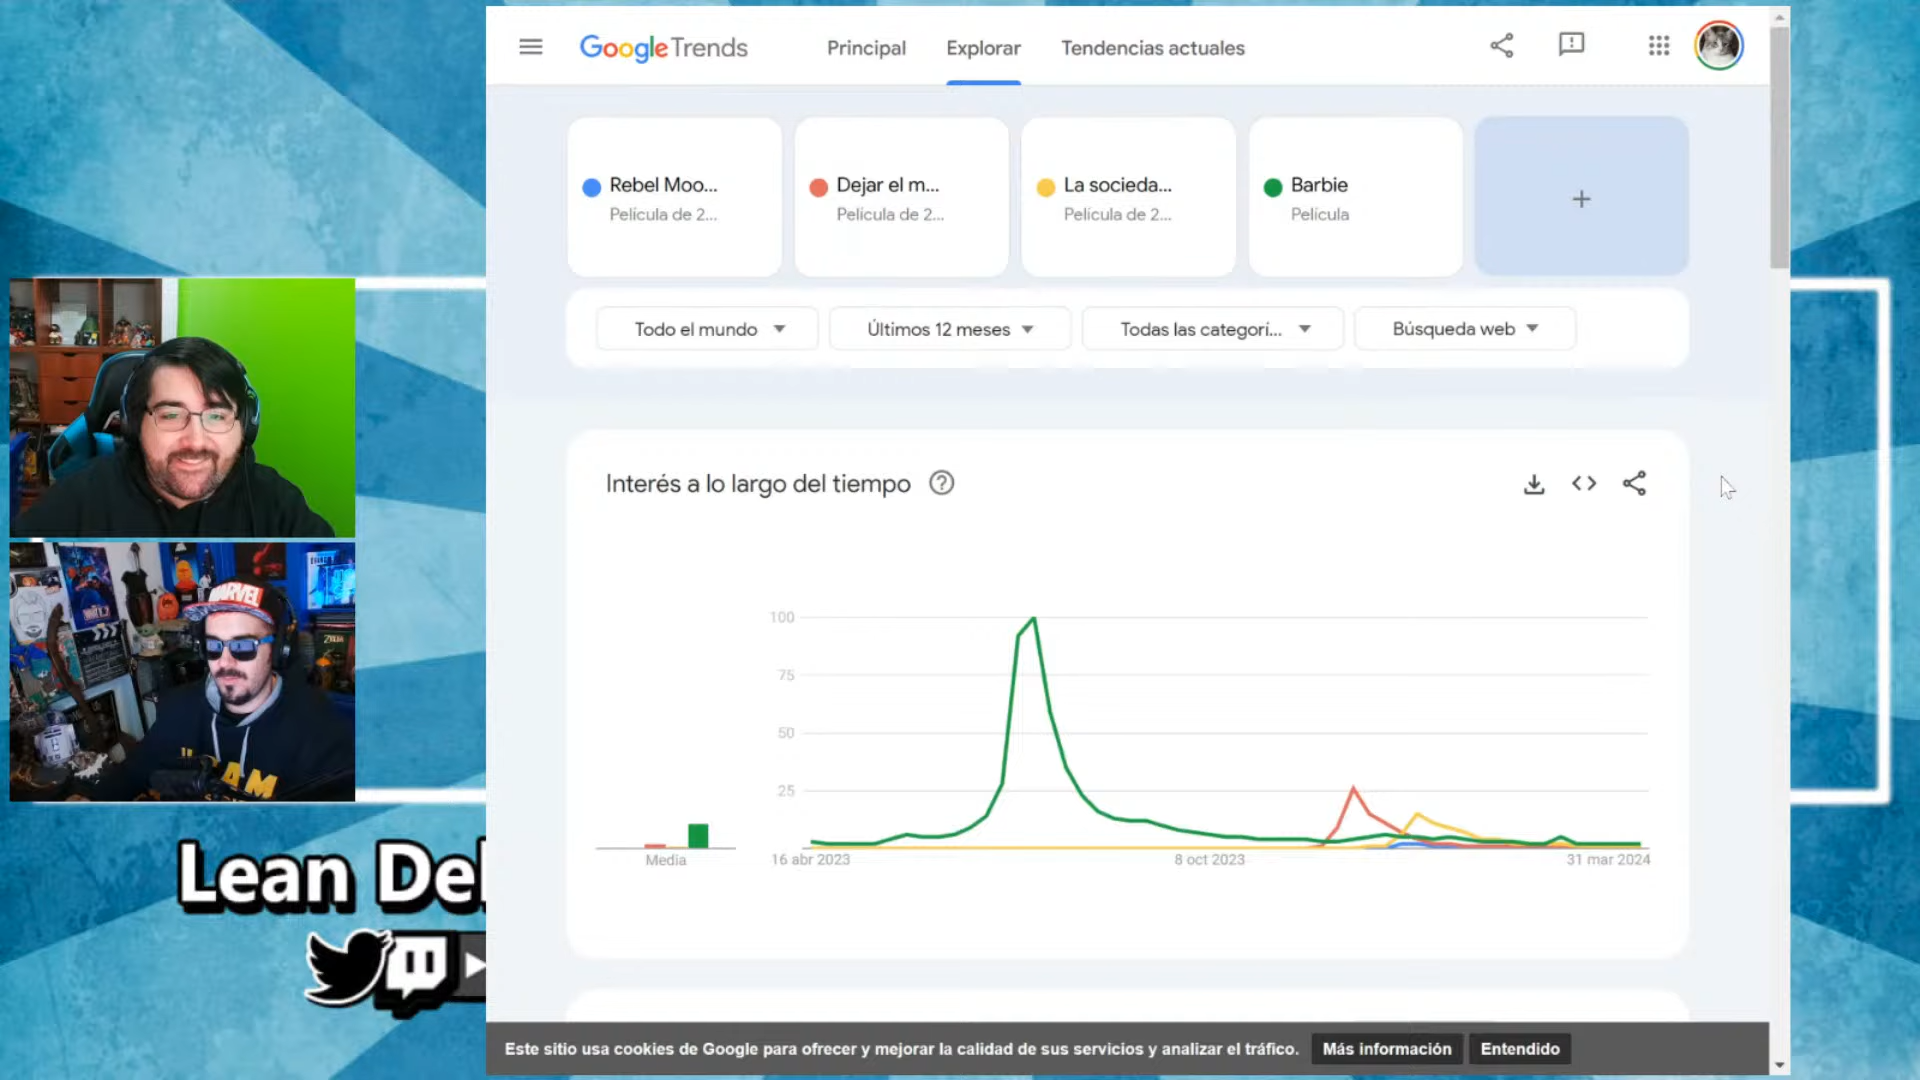 Google Trends
Principal
Explorar
Tendencias actuales
Rebel Moo...
Película de 2...
Dejar el m...
Película de 2...
La socieda...
Película de 2...
Barbie
Película
+
Todo el mundo
Últimos 12 meses
Todas las categorí...
Búsqueda web
Interés a lo largo del tiempo
100
75
50
25
Media
16 abr 2023
8 oct 2023
31 mar 2024
MARVEL
Lean Del
Este sitio usa cookies de Google para ofrecer y mejorar la calidad de sus servicios y analizar el tráfico.
Más información
Entendido